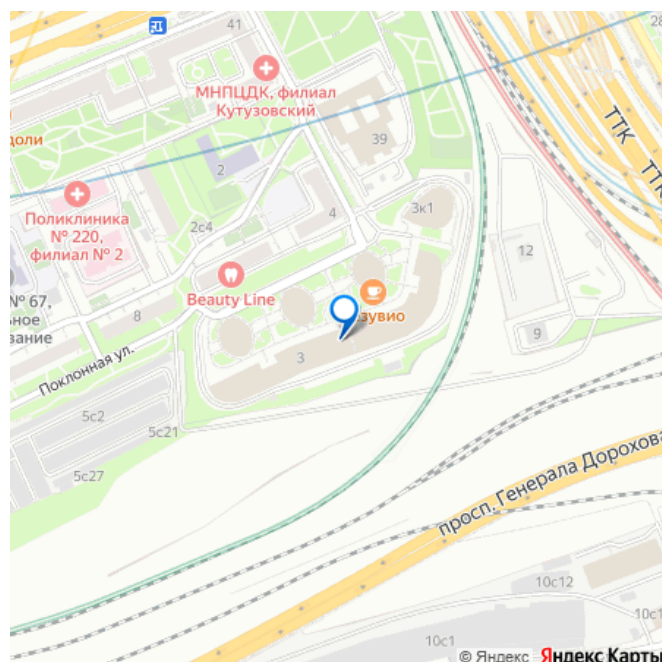 28
41
МНПЦДК, филиал
Кутузовский
ТТК
ТТК
доли
39
2
Поликлиника
№ 220,
филиал № 2
2с4
4
3к1
12
Beauty Line
№ 67,
ное
вание
8
зувио
9
3
Поклонная ул.
5с2
5с21
5с27
просп. Генерала Дорохова
10с12
10с1
10с1
© Яндекс Яндекс Карты